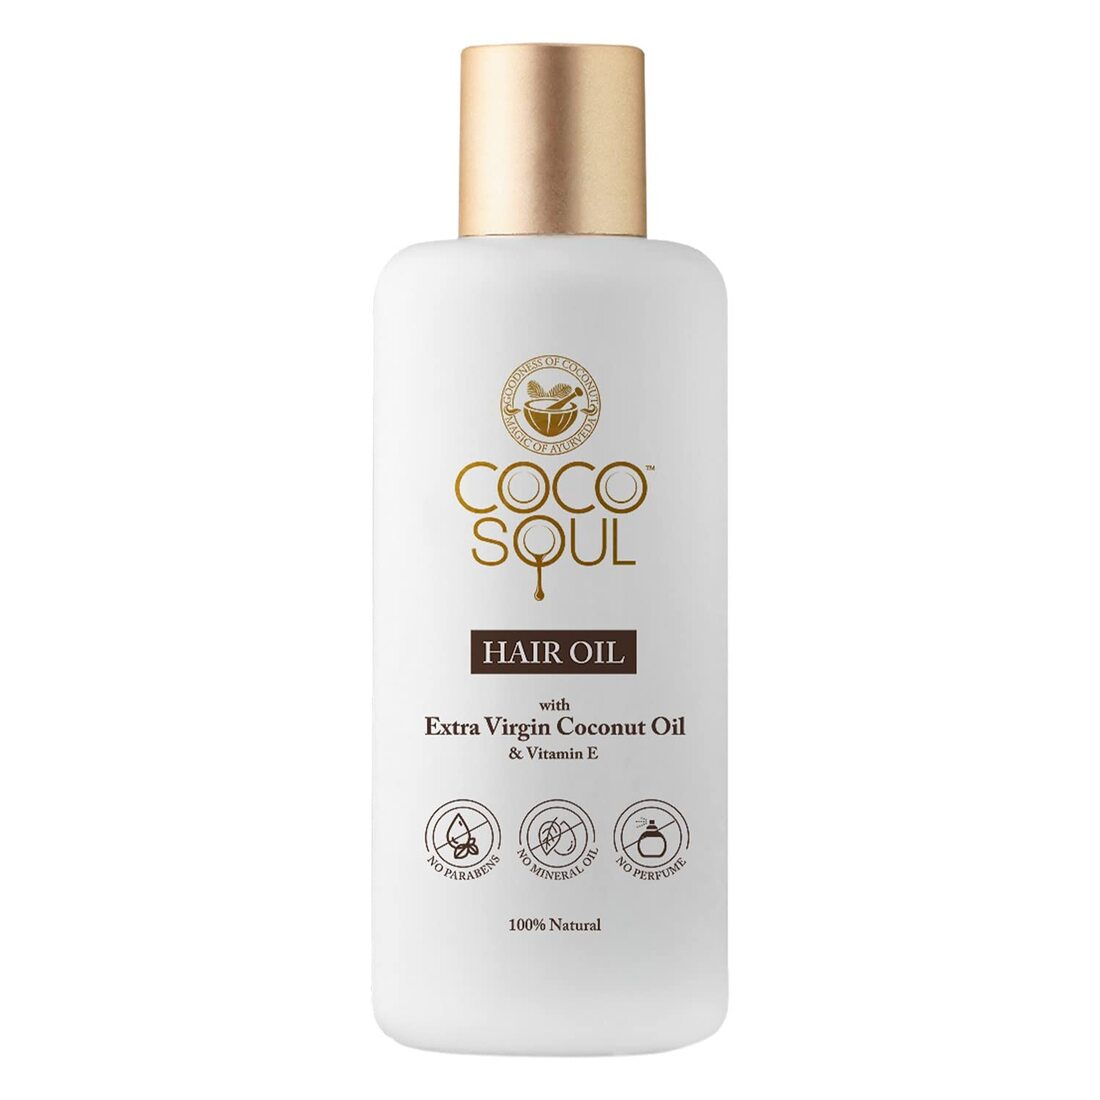 GOODNESS OF COCONUT
MAGIC OF AYURVEDA
COCO™
SOUL
HAIR OIL
with
Extra Virgin Coconut Oil
& Vitamin E
NO PARABENS
NO MINERAL OIL
NO PERFUME
100% Natural